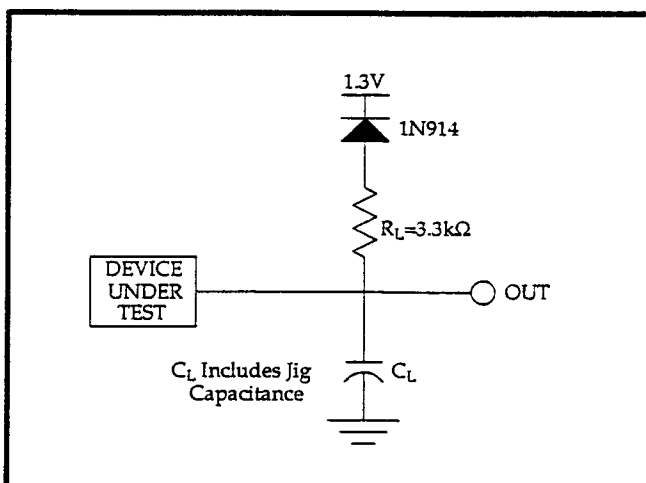 1.3V
1N914
R_L=3.3kΩ
DEVICE
UNDER
TEST
OUT
C_L Includes Jig
Capacitance
C_L